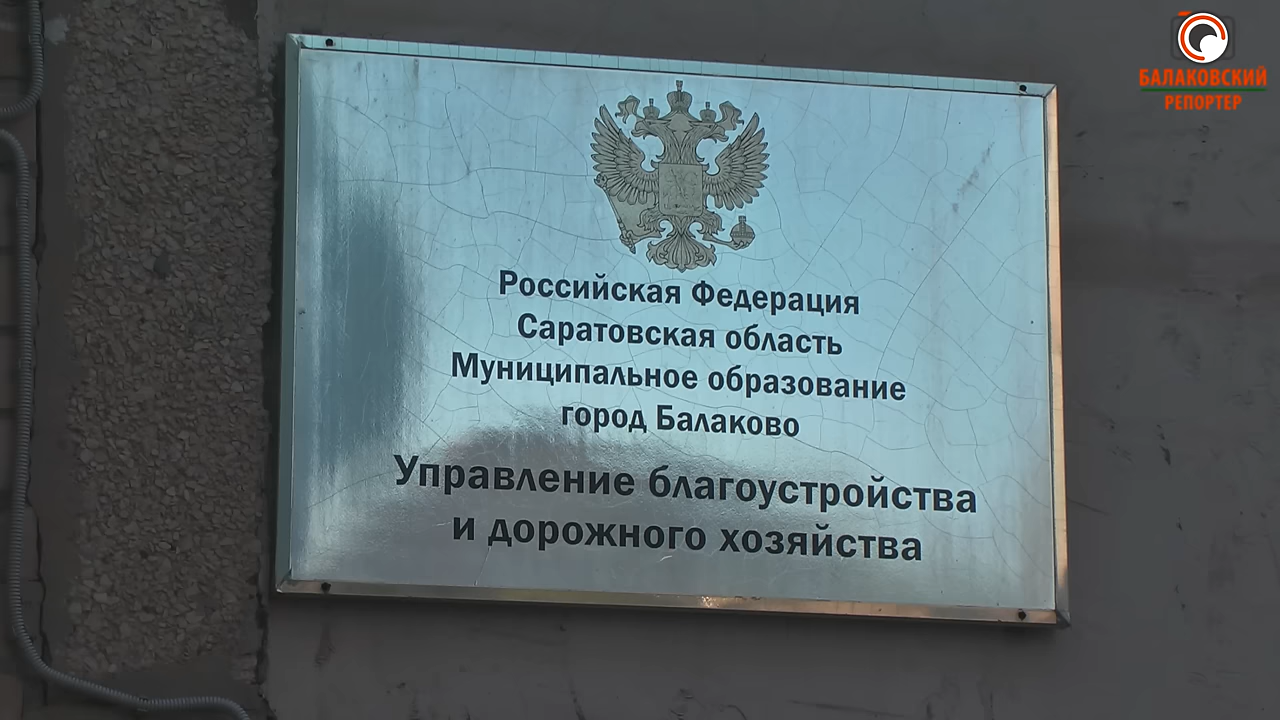 БАЛАКОВСКИЙ
РЕПОРТЕР
Российская Федерация
Саратовская область
Муниципальное образование
город Балаково
Управление благоустройства
и дорожного хозяйства